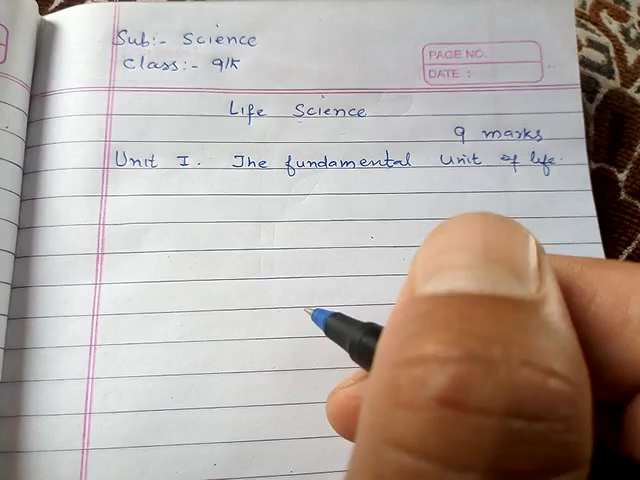 Sub:- Science
Class:- 9th
PAGE NO.
DATE :
Life Science
9 marks
Unit I. The fundamental Unit of life.